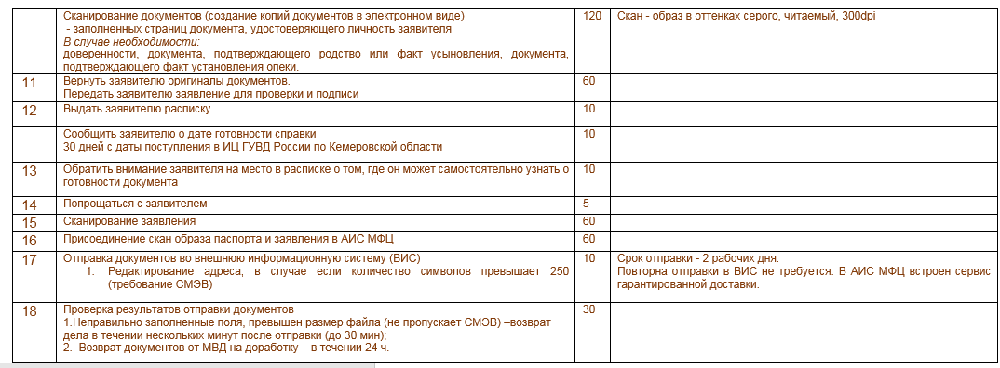 Сканирование документов (создание копий документов в электронном виде) 120 Скан - образ в оттенках серого, читаемый, 300dpi
- заполненных страниц документа, удостоверяющего личность заявителя
В случае необходимости:
доверенности, документа, подтверждающего родство или факт усыновления, документа,
подтверждающего факт установления опеки.
11 Вернуть заявителю оригиналы документов. 60
Передать заявителю заявление для проверки и подписи
12 Выдать заявителю расписку 10
Сообщить заявителю о дате готовности справки 10
30 дней с даты поступления в ИЦ ГУВД России по Кемеровской области
13 Обратить внимание заявителя на место в расписке о том, где он может самостоятельно узнать о 10
готовности документа
14 Попрощаться с заявителем 5
15 Сканирование заявления 60
16 Присоединение скан образа паспорта и заявления в АИС МФЦ 60
17 Отправка документов во внешнюю информационную систему (ВИС) 10 Срок отправки - 2 рабочих дня.
1. Редактирование адреса, в случае если количество символов превышает 250 Повторна отправки в ВИС не требуется. В АИС МФЦ встроен сервис
(требование СМЭВ) гарантированной доставки.
18 Проверка результатов отправки документов 30
1.Неправильно заполненные поля, превышен размер файла (не пропускает СМЭВ) –возврат
дела в течении нескольких минут после отправки (до 30 мин);
2. Возврат документов от МВД на доработку – в течении 24 ч.